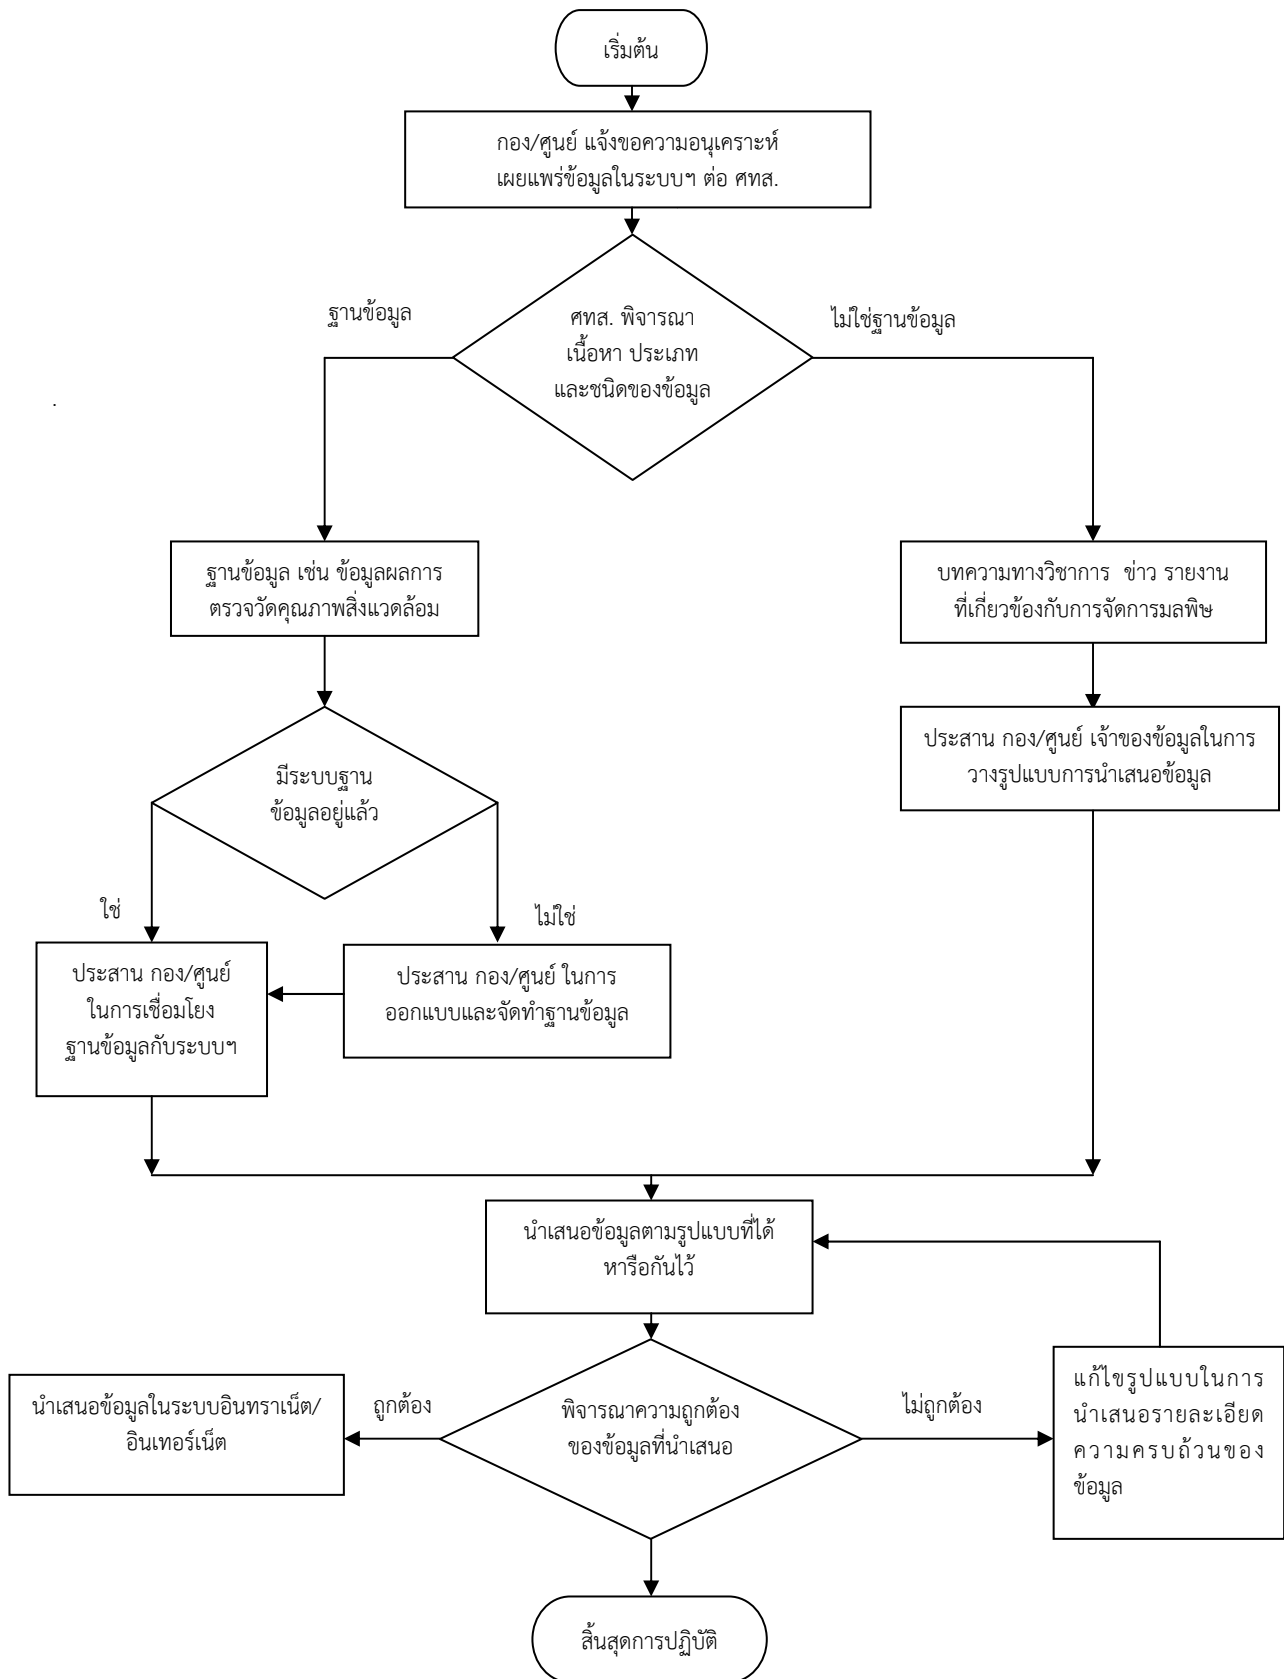 เริ่มต้น
กอง/ศูนย์ แจ้งขอความอนุเคราะห์
เผยแพร่ข้อมูลในระบบฯ ต่อ ศทส.
ฐานข้อมูล
ไม่ใช่ฐานข้อมูล
ศทส. พิจารณา
เนื้อหา ประเภท
และชนิดของข้อมูล
.
ฐานข้อมูล เช่น ข้อมูลผลการ
ตรวจวัดคุณภาพสิ่งแวดล้อม
บทความทางวิชาการ ข่าว รายงาน
ที่เกี่ยวข้องกับการจัดการมลพิษ
ประสาน กอง/ศูนย์ เจ้าของข้อมูลในการ
วางรูปแบบการนำเสนอข้อมูล
มีระบบฐาน
ข้อมูลอยู่แล้ว
ใช่
ไม่ใช่
ประสาน กอง/ศูนย์
ในการเชื่อมโยง
ฐานข้อมูลกับระบบฯ
ประสาน กอง/ศูนย์ ในการ
ออกแบบและจัดทำฐานข้อมูล
นำเสนอข้อมูลตามรูปแบบที่ได้
หารือกันไว้
นำเสนอข้อมูลในระบบอินทราเน็ต/
อินเทอร์เน็ต
ถูกต้อง
พิจารณาความถูกต้อง
ของข้อมูลที่นำเสนอ
ไม่ถูกต้อง
แก้ไขรูปแบบในการ
นำเสนอรายละเอียด
ความครบถ้วนของ
ข้อมูล
สิ้นสุดการปฏิบัติ